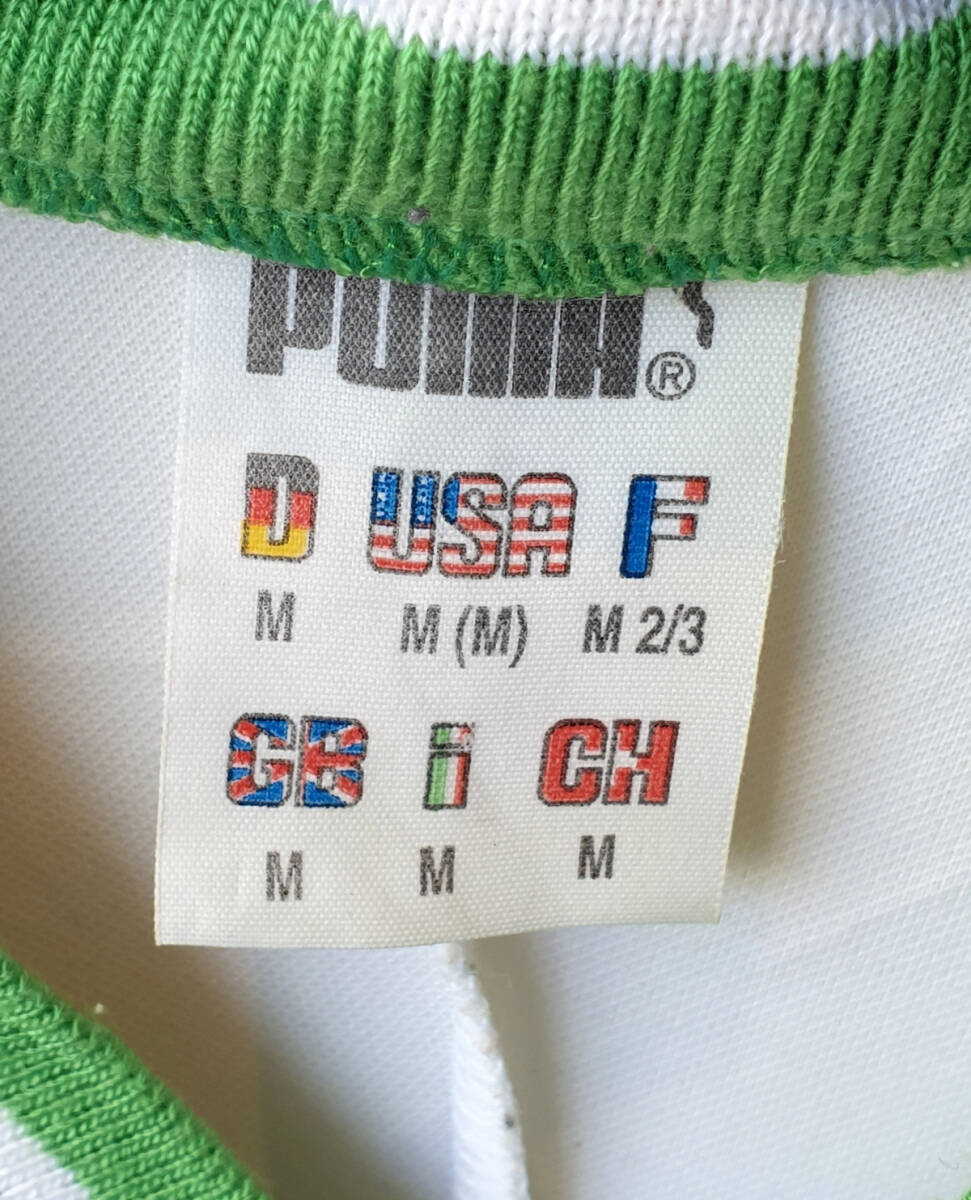 PUMA®
D USA F
M M (M) M 2/3
GB i CH
M M M